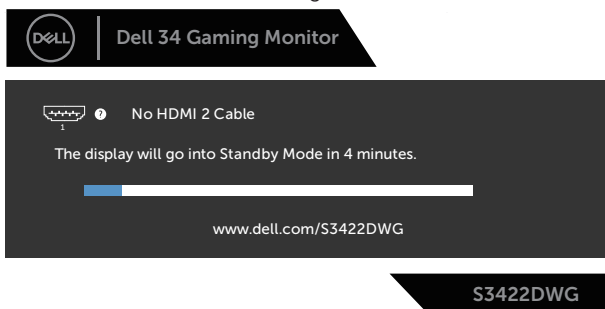 DELL
Dell 34 Gaming Monitor
? No HDMI 2 Cable
1
The display will go into Standby Mode in 4 minutes.
www.dell.com/S3422DWG
S3422DWG